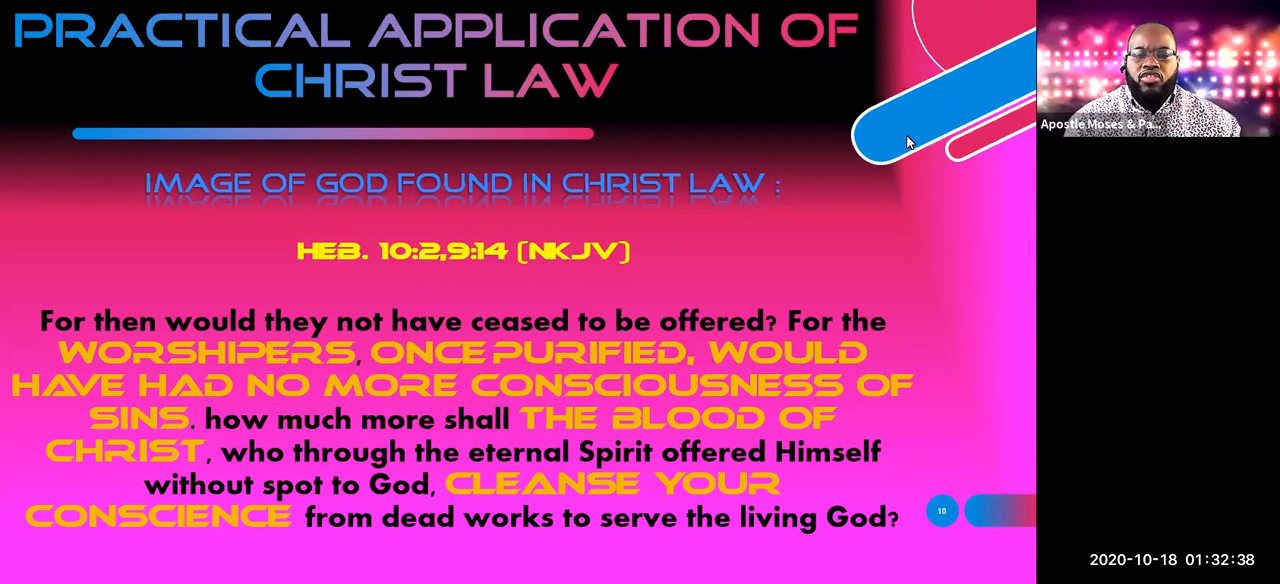 PRACTICAL APPLICATION OF
CHRIST LAW
IMAGE OF GOD FOUND IN CHRIST LAW :
HEB. 10:2,9:14 (NKJV)
For then would they not have ceased to be offered? For the
WORSHIPERS, ONCE PURIFIED, WOULD
HAVE HAD NO MORE CONSCIOUSNESS OF
SINS. how much more shall THE BLOOD OF
CHRIST, who through the eternal Spirit offered Himself
without spot to God, CLEANSE YOUR
CONSCIENCE from dead works to serve the living God?
10
Apostle Moses & Pa...
2020-10-18 01:32:38